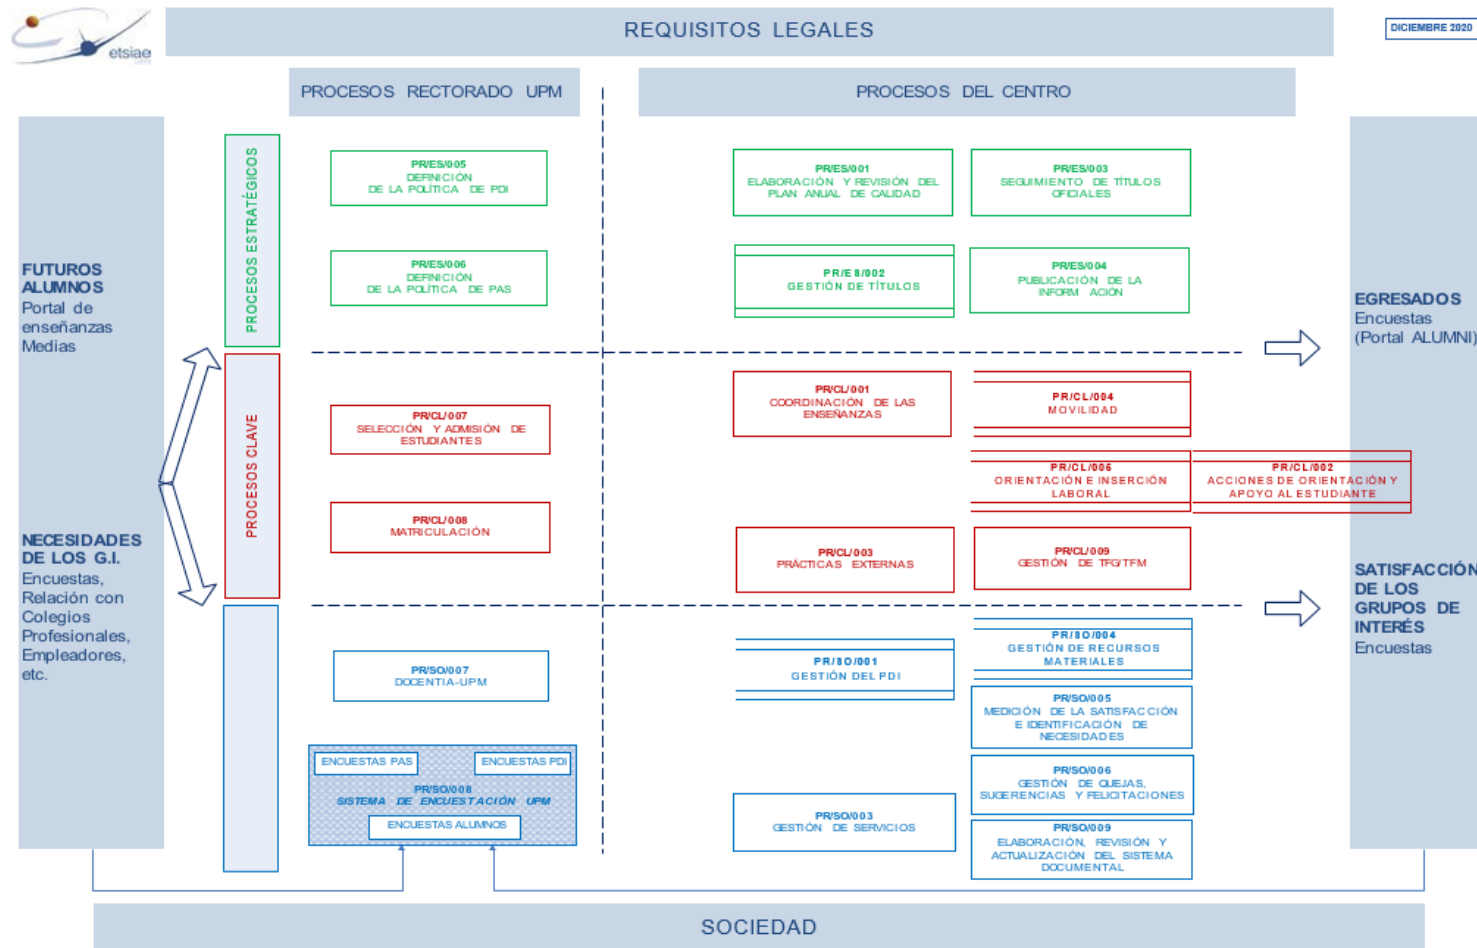 REQUISITOS LEGALES
DICIEMBRE 2020
etsiae
PROCESOS RECTORADO UPM
PROCESOS DEL CENTRO
FUTUROS
ALUMNOS
Portal de
enseñanzas
Medias
NECESIDADES
DE LOS G.I.
Encuestas,
Relación con
Colegios
Profesionales,
Empleadores,
etc.
PROCESOS ESTRATÉGICOS
PR/ES/005
DEFINICIÓN
DE LA POLÍTICA DE PDI
PR/ES/006
DEFINICIÓN
DE LA POLÍTICA DE PAS
PR/ES/001
ELABORACIÓN Y REVISIÓN DEL
PLAN ANUAL DE CALIDAD
PR/ES/003
SEGUIMIENTO DE TÍTULOS
OFICIALES
PR/ES/002
GESTIÓN DE TÍTULOS
PR/ES/004
PUBLICACIÓN DE LA
INFORM ACIÓN
PROCESOS CLAVE
PR/CL/007
SELECCIÓN Y ADMISIÓN DE
ESTUDIANTES
PR/CL/008
MATRICULACIÓN
PR/CL/001
COORDINACIÓN DE LAS
ENSEÑANZAS
PR/CL/004
MOVILIDAD
PR/CL/006
ORIENTACIÓN E INSERCIÓN
LABORAL
PR/CL/002
ACCIONES DE ORIENTACIÓN Y
APOYO AL ESTUDIANTE
PR/CL/003
PRÁCTICAS EXTERNAS
PR/CL/009
GESTIÓN DE TFG/TFM
PR/SO/007
DOCENTIA-UPM
ENCUESTAS PAS
ENCUESTAS PDI
PR/SO/008
SISTEMA DE ENCUESTACIÓN UPM
ENCUESTAS ALUMNOS
PR/SO/001
GESTIÓN DEL PDI
PR/SO/004
GESTIÓN DE RECURSOS
MATERIALES
PR/SO/005
MEDICIÓN DE LA SATISFACCIÓN
E IDENTIFICACIÓN DE
NECESIDADES
PR/SO/006
GESTIÓN DE QUEJAS,
SUGERENCIAS Y FELICITACIONES
PR/SO/003
GESTIÓN DE SERVICIOS
PR/SO/009
ELABORACIÓN, REVISIÓN Y
ACTUALIZACIÓN DEL SISTEMA
DOCUMENTAL
EGRESADOS
Encuestas
(Portal ALUMNI)
SATISFACCIÓN
DE LOS
GRUPOS DE
INTERÉS
Encuestas
SOCIEDAD